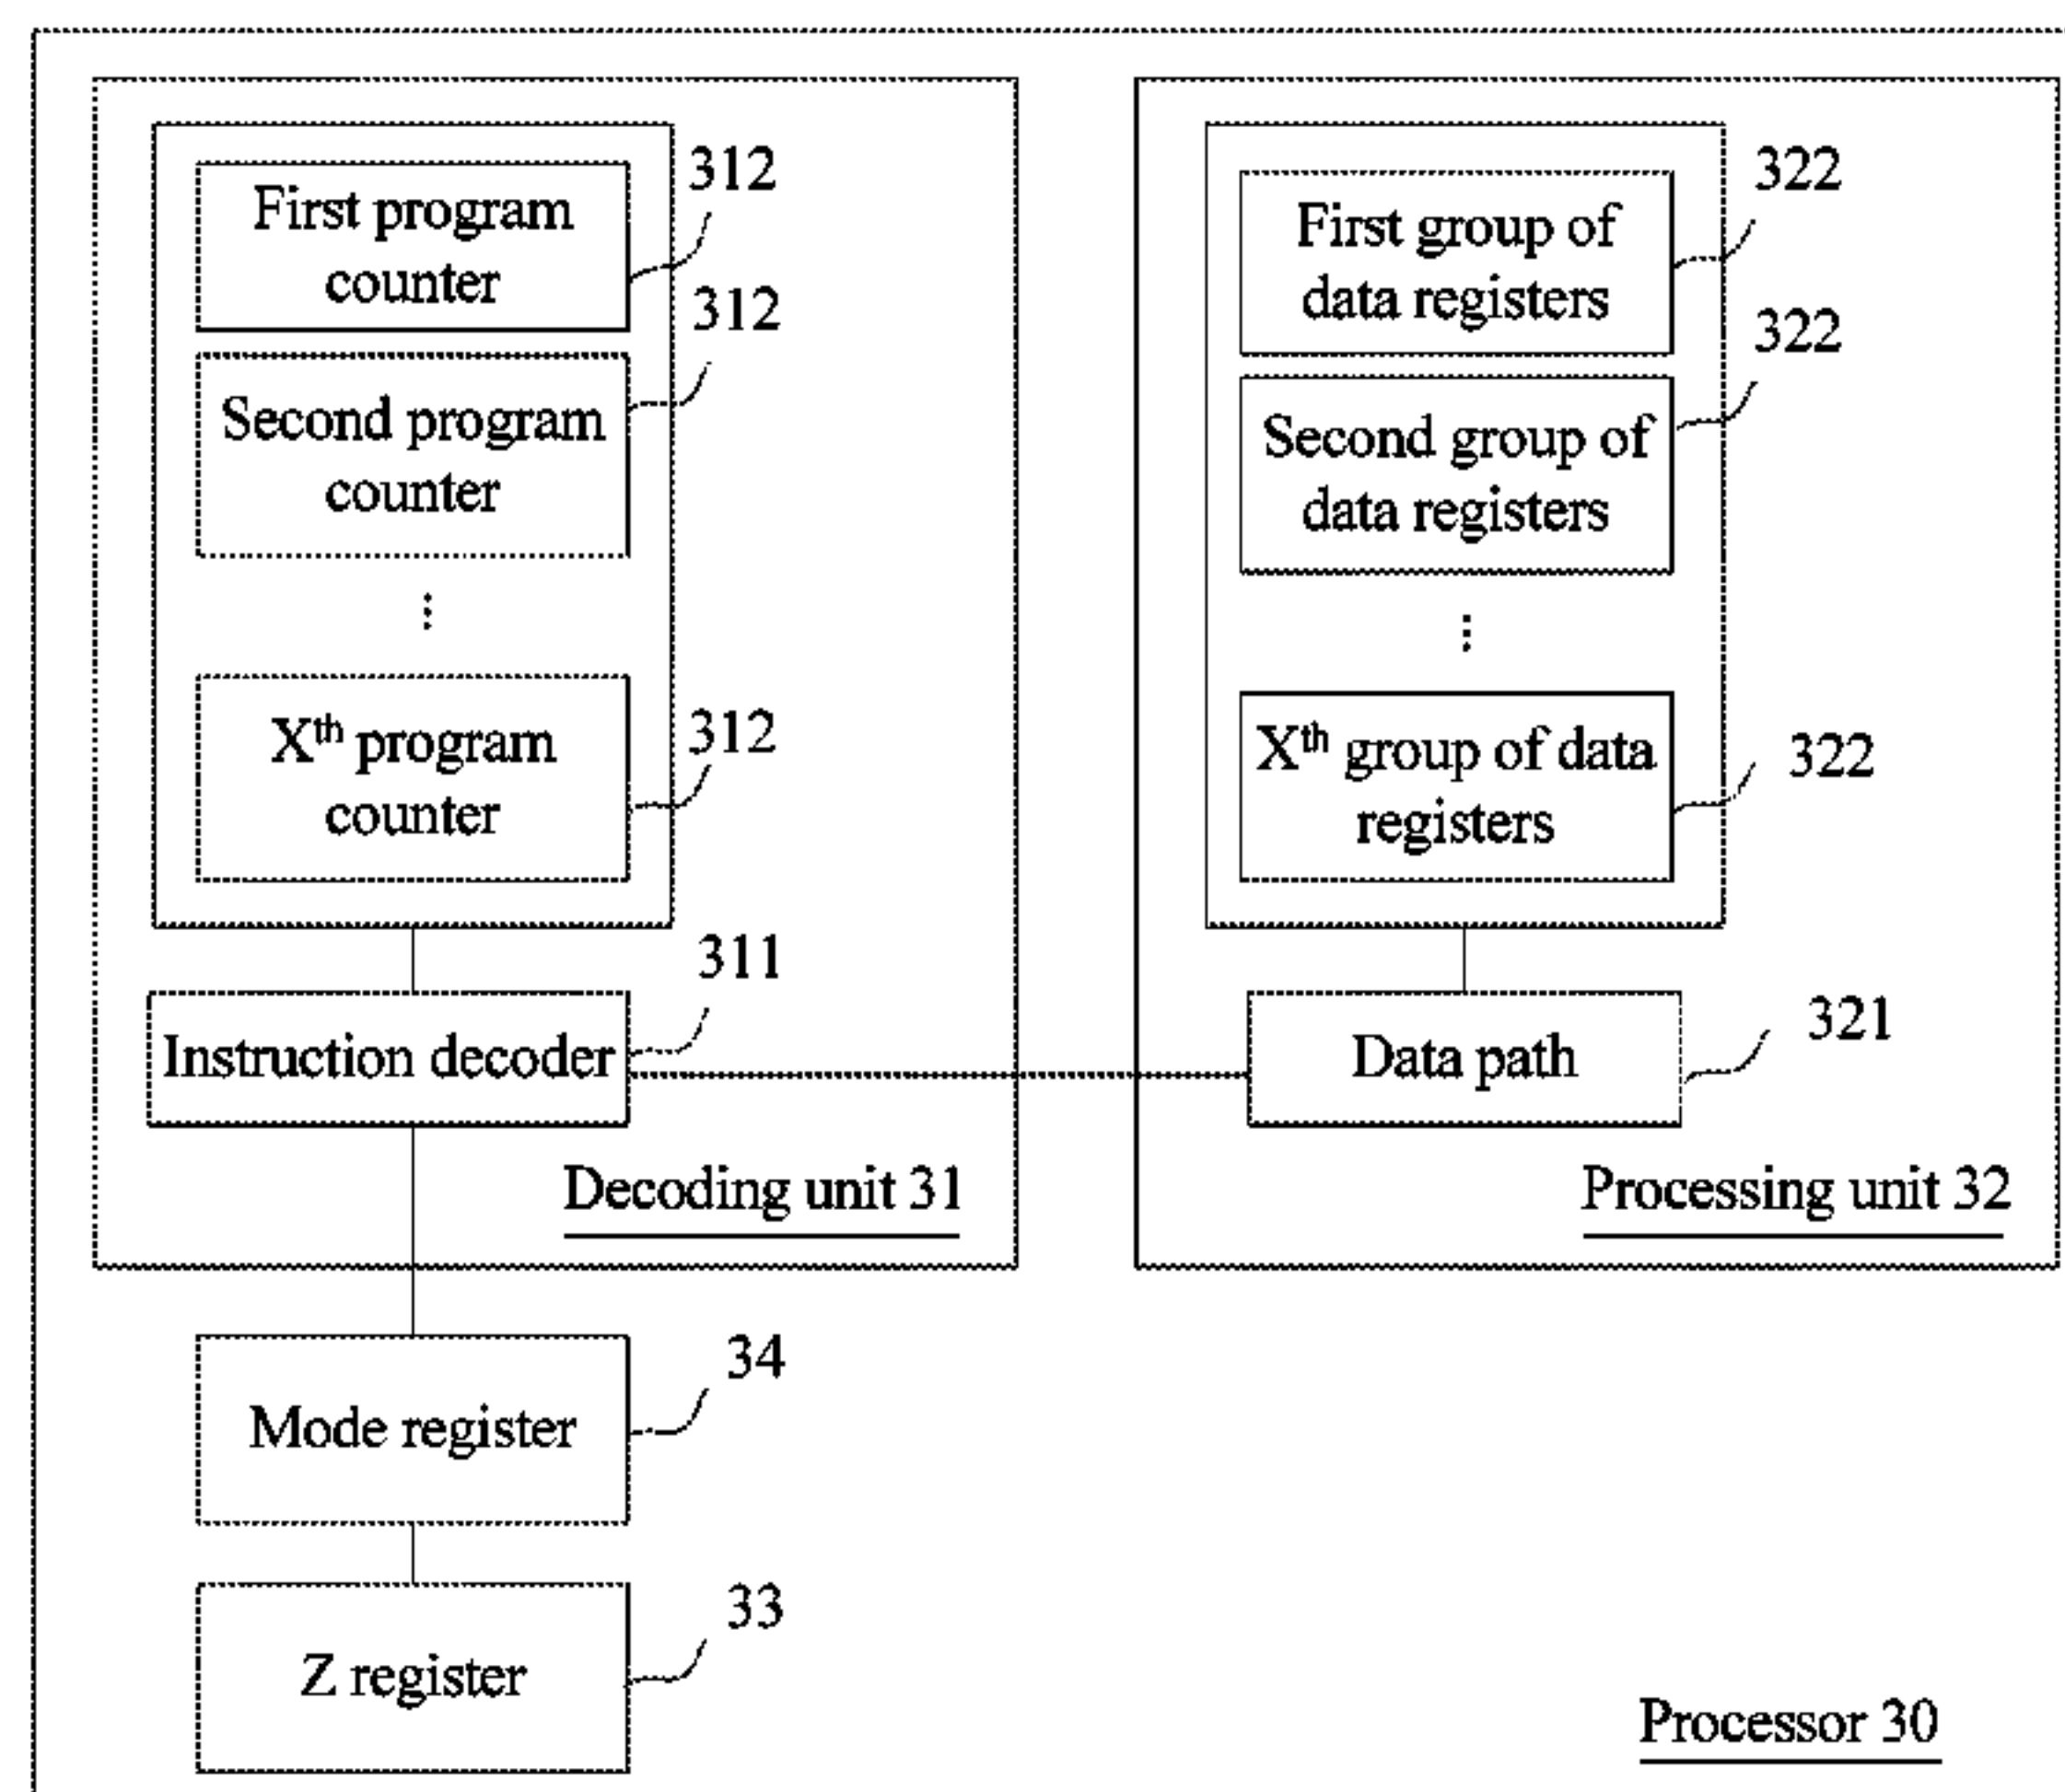 First program
counter
312
Second program
counter
312
⋮
Xth program
counter
312
Instruction decoder
311
Decoding unit 31
First group of
data registers
322
Second group of
data registers
322
⋮
Xth group of data
registers
322
Data path
321
Processing unit 32
Mode register
34
Z register
33
Processor 30